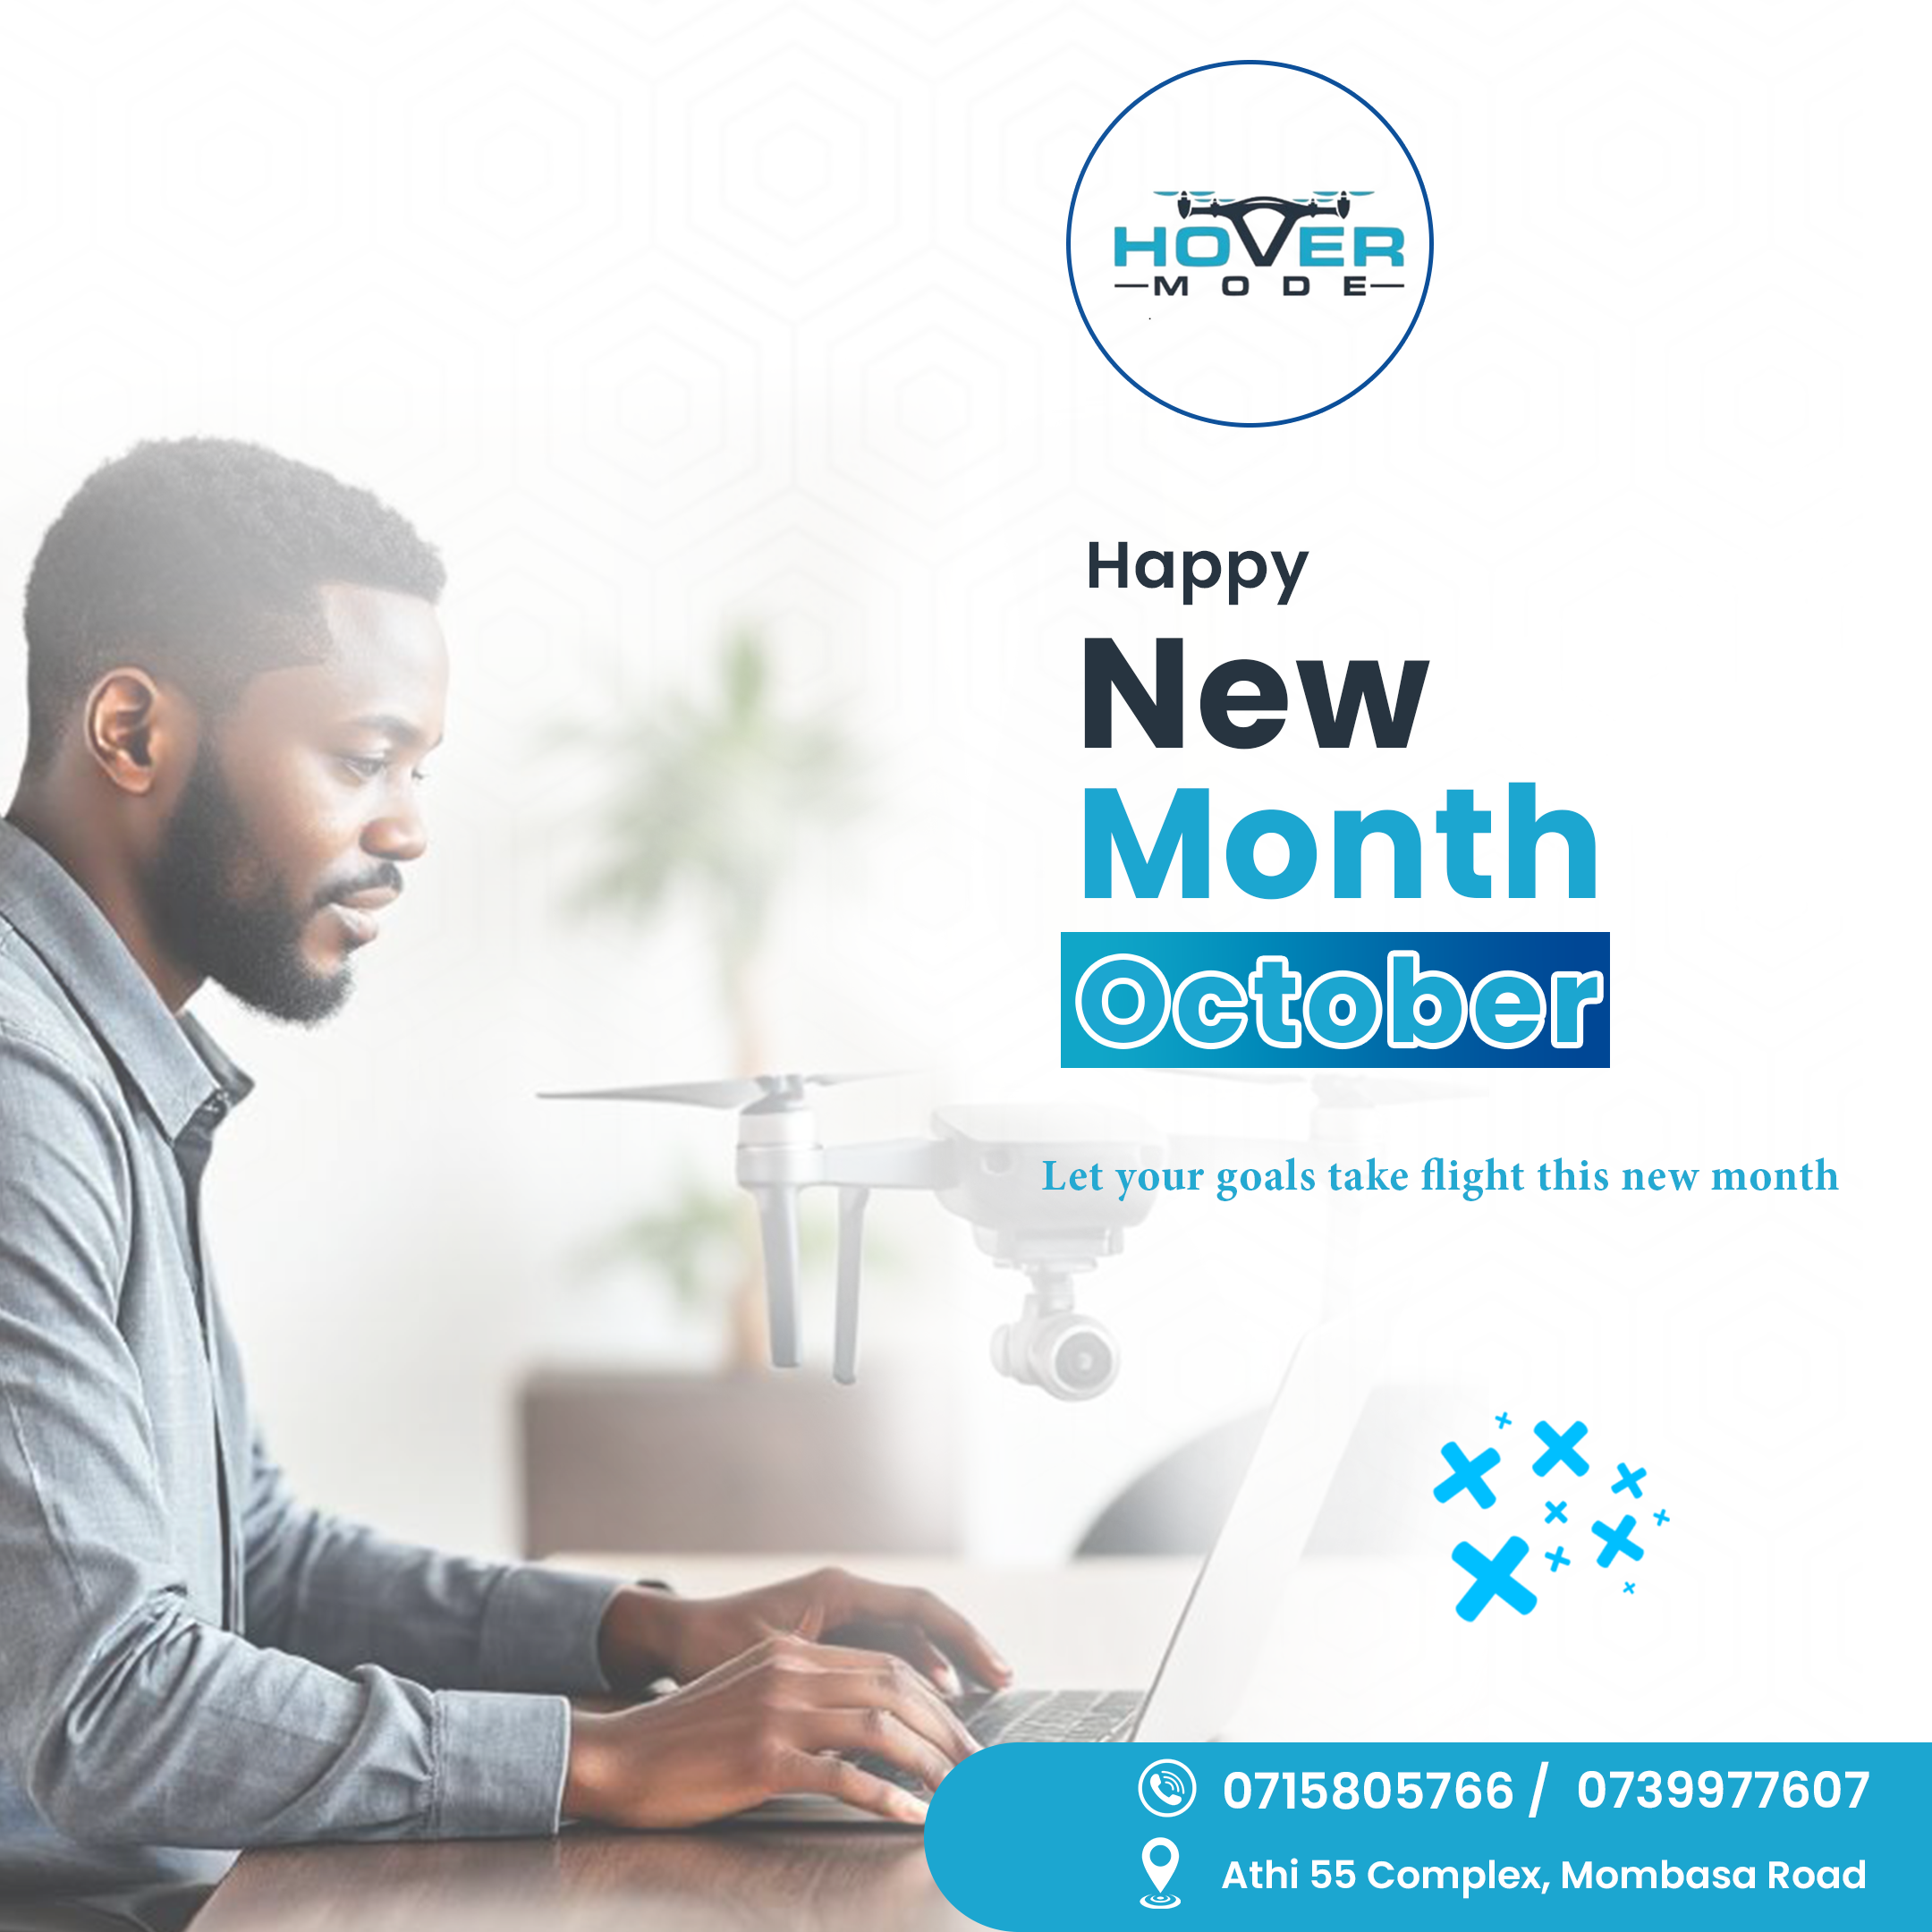 HOVER
MODE
Happy
New
Month
October
Let your goals take flight this new month
0715805766 / 0739977607
Athi 55 Complex, Mombasa Road